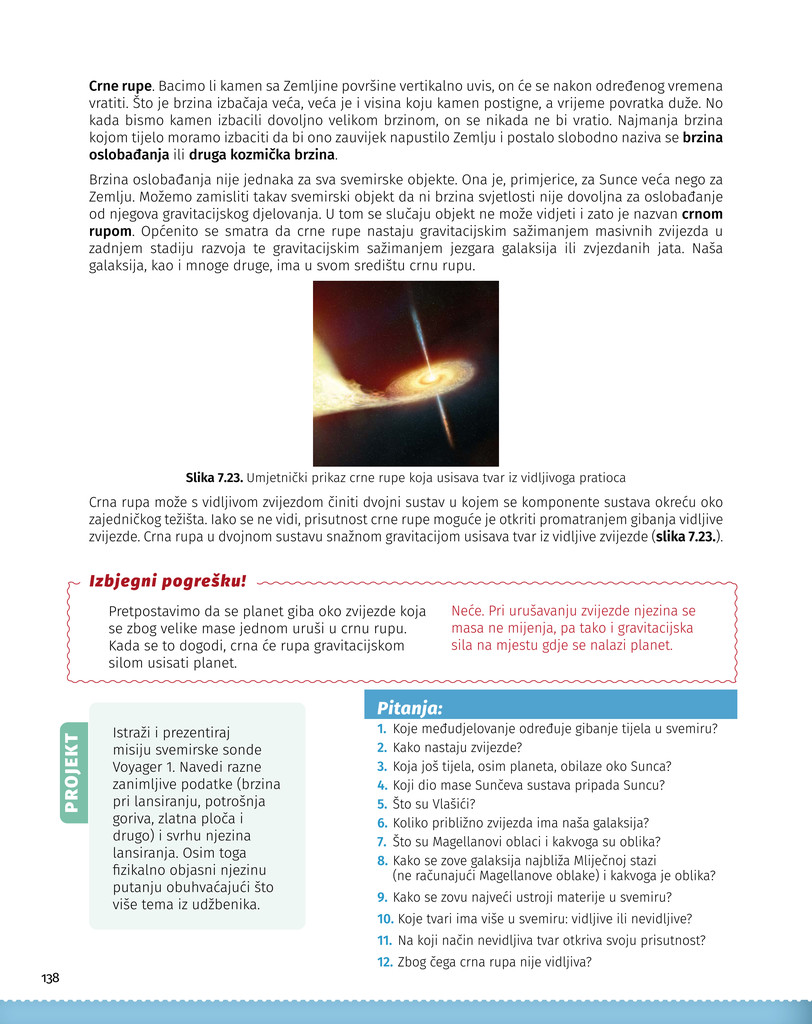 Crne rupe. Bacimo li kamen sa Zemljine površine vertikalno uvis, on će se nakon određenog vremena
vratiti. Što je brzina izbačaja veća, veća je i visina koju kamen postigne, a vrijeme povratka duže. No
kada bismo kamen izbacili dovoljno velikom brzinom, on se nikada ne bi vratio. Najmanja brzina
kojom tijelo moramo izbaciti da bi ono zauvijek napustilo Zemlju i postalo slobodno naziva se brzina
oslobađanja ili druga kozmička brzina.
Brzina oslobađanja nije jednaka za sva svemirske objekte. Ona je, primjerice, za Sunce veća nego za
Zemlju. Možemo zamisliti takav svemirski objekt da ni brzina svjetlosti nije dovoljna za oslobađanje
od njegova gravitacijskog djelovanja. U tom se slučaju objekt ne može vidjeti i zato je nazvan crnom
rupom. Općenito se smatra da crne rupe nastaju gravitacijskim sažimanjem masivnih zvijezda u
zadnjem stadiju razvoja te gravitacijskim sažimanjem jezgara galaksija ili zvjezdanih jata. Naša
galaksija, kao i mnoge druge, ima u svom središtu crnu rupu.
Slika 7.23. Umjetnički prikaz crne rupe koja usisava tvar iz vidljivoga pratioca
Crna rupa može s vidljivom zvijezdom činiti dvojni sustav u kojem se komponente sustava okreću oko
zajedničkog težišta. Iako se ne vidi, prisutnost crne rupe moguće je otkriti promatranjem gibanja vidljive
zvijezde. Crna rupa u dvojnom sustavu snažnom gravitacijom usisava tvar iz vidljive zvijezde (slika 7.23.).
Izbjegni pogrešku!
Pretpostavimo da se planet giba oko zvijezde koja
se zbog velike mase jednom uruši u crnu rupu.
Kada se to dogodi, crna će rupa gravitacijskom
silom usisati planet.
Neće. Pri urušavanju zvijezde njezina se
masa ne mijenja, pa tako i gravitacijska
sila na mjestu gdje se nalazi planet.
PROJEKT
Istraži i prezentiraj
misiju svemirske sonde
Voyager 1. Navedi razne
zanimljive podatke (brzina
pri lansiranju, potrošnja
goriva, zlatna ploča i
drugo) i svrhu njezina
lansiranja. Osim toga
fizikalno objasni njezinu
putanju obuhvaćajući što
više tema iz udžbenika.
Pitanja:
1. Koje međudjelovanje određuje gibanje tijela u svemiru?
2. Kako nastaju zvijezde?
3. Koja još tijela, osim planeta, obilaze oko Sunca?
4. Koji dio mase Sunčeva sustava pripada Suncu?
5. Što su Vlašići?
6. Koliko približno zvijezda ima naša galaksija?
7. Što su Magellanovi oblaci i kakvoga su oblika?
8. Kako se zove galaksija najbliža Mliječnoj stazi
(ne računajući Magellanove oblake) i kakvoga je oblika?
9. Kako se zovu najveći ustroji materije u svemiru?
10. Koje tvari ima više u svemiru: vidljive ili nevidljive?
11. Na koji način nevidljiva tvar otkriva svoju prisutnost?
12. Zbog čega crna rupa nije vidljiva?
138